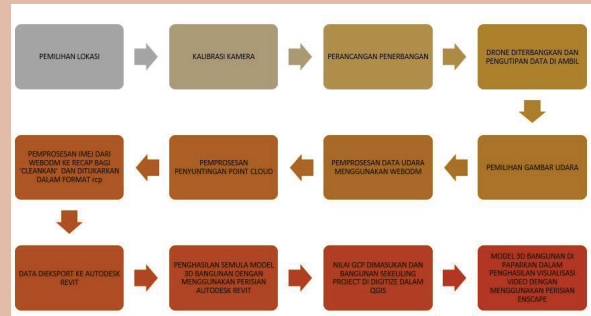 PEMILIHAN LOKASI
KALIBRASI KAMERA
PERANCANGAN PENERBANGAN
DRONE DITERBANGKAN DAN
PENGUTIPAN DATA DI AMBIL
PEMILIHAN GAMBAR UDARA
PEMPROSESAN DATA UDARA
MENGGUNAKAN WEBODM
PEMPROSESAN
PENYUNTINGAN POINT CLOUD
PEMPROSESAN IMEJ DARI
WEBODM KE RECAP BAGI
'CLEANKAN' DAN DITUKARKAN
DALAM FORMAT rcp
DATA DIEKSPORT KE AUTODESK
REVIT
PENGHASILAN SEMULA MODEL
3D BANGUNAN DENGAN
MENGGUNAKAN PERISIAN
AUTODESK REVIT
NILAI GCP DIMASUKAN DAN
BANGUNAN SEKELILING
PROJECT DI DIGITIZE DALAM
QGIS
MODEL 3D BANGUNAN DI
PAPARKAN DALAM
PENGHASILAN VISUALISASI
VIDEO DENGAN
MENGGUNAKAN PERISIAN
ENSCAPE